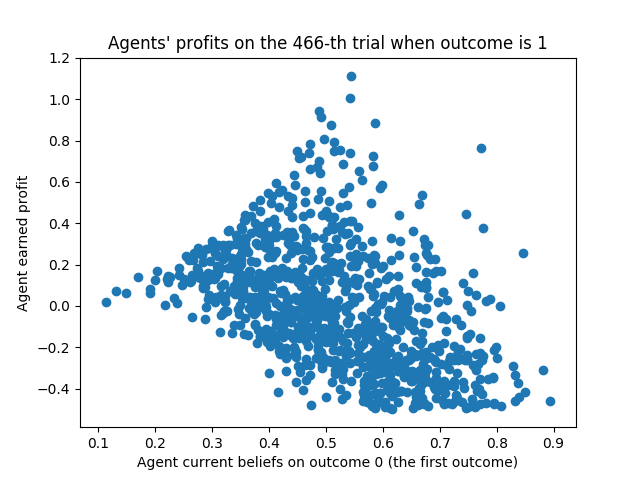 Agents' profits on the 466-th trial when outcome is 1
1.2
1.0
0.8
0.6
0.4
0.2
0.0
−0.2
−0.4
Agent earned profit
0.1 0.2 0.3 0.4 0.5 0.6 0.7 0.8 0.9
Agent current beliefs on outcome 0 (the first outcome)